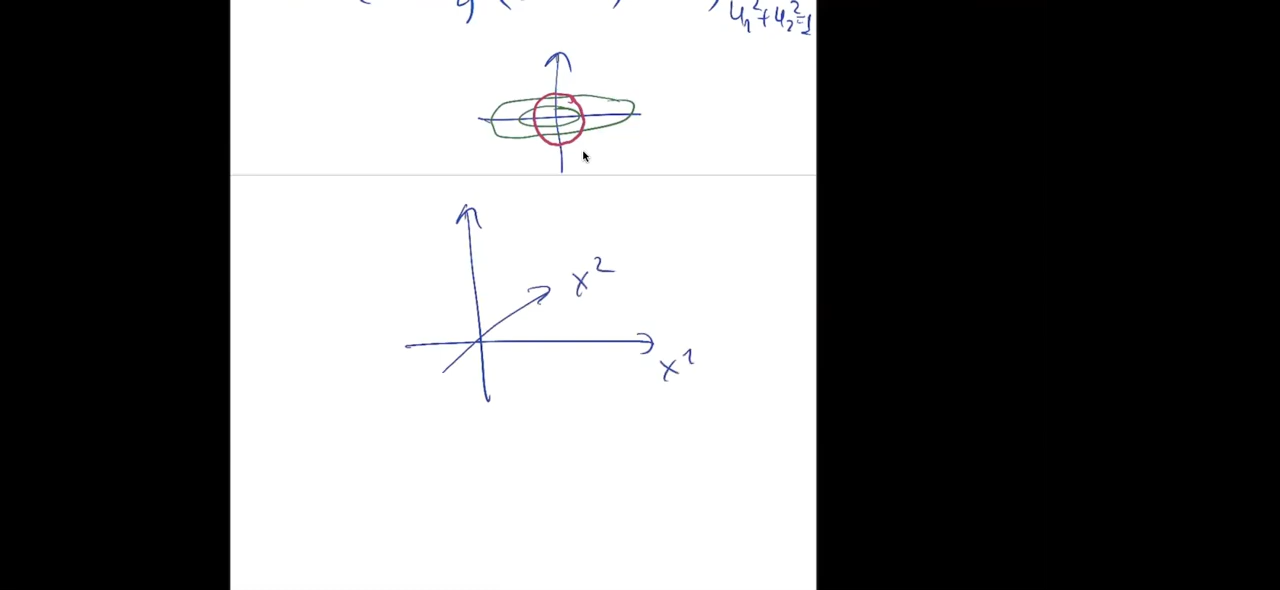 u₁²+u₂²=1
x²
x¹